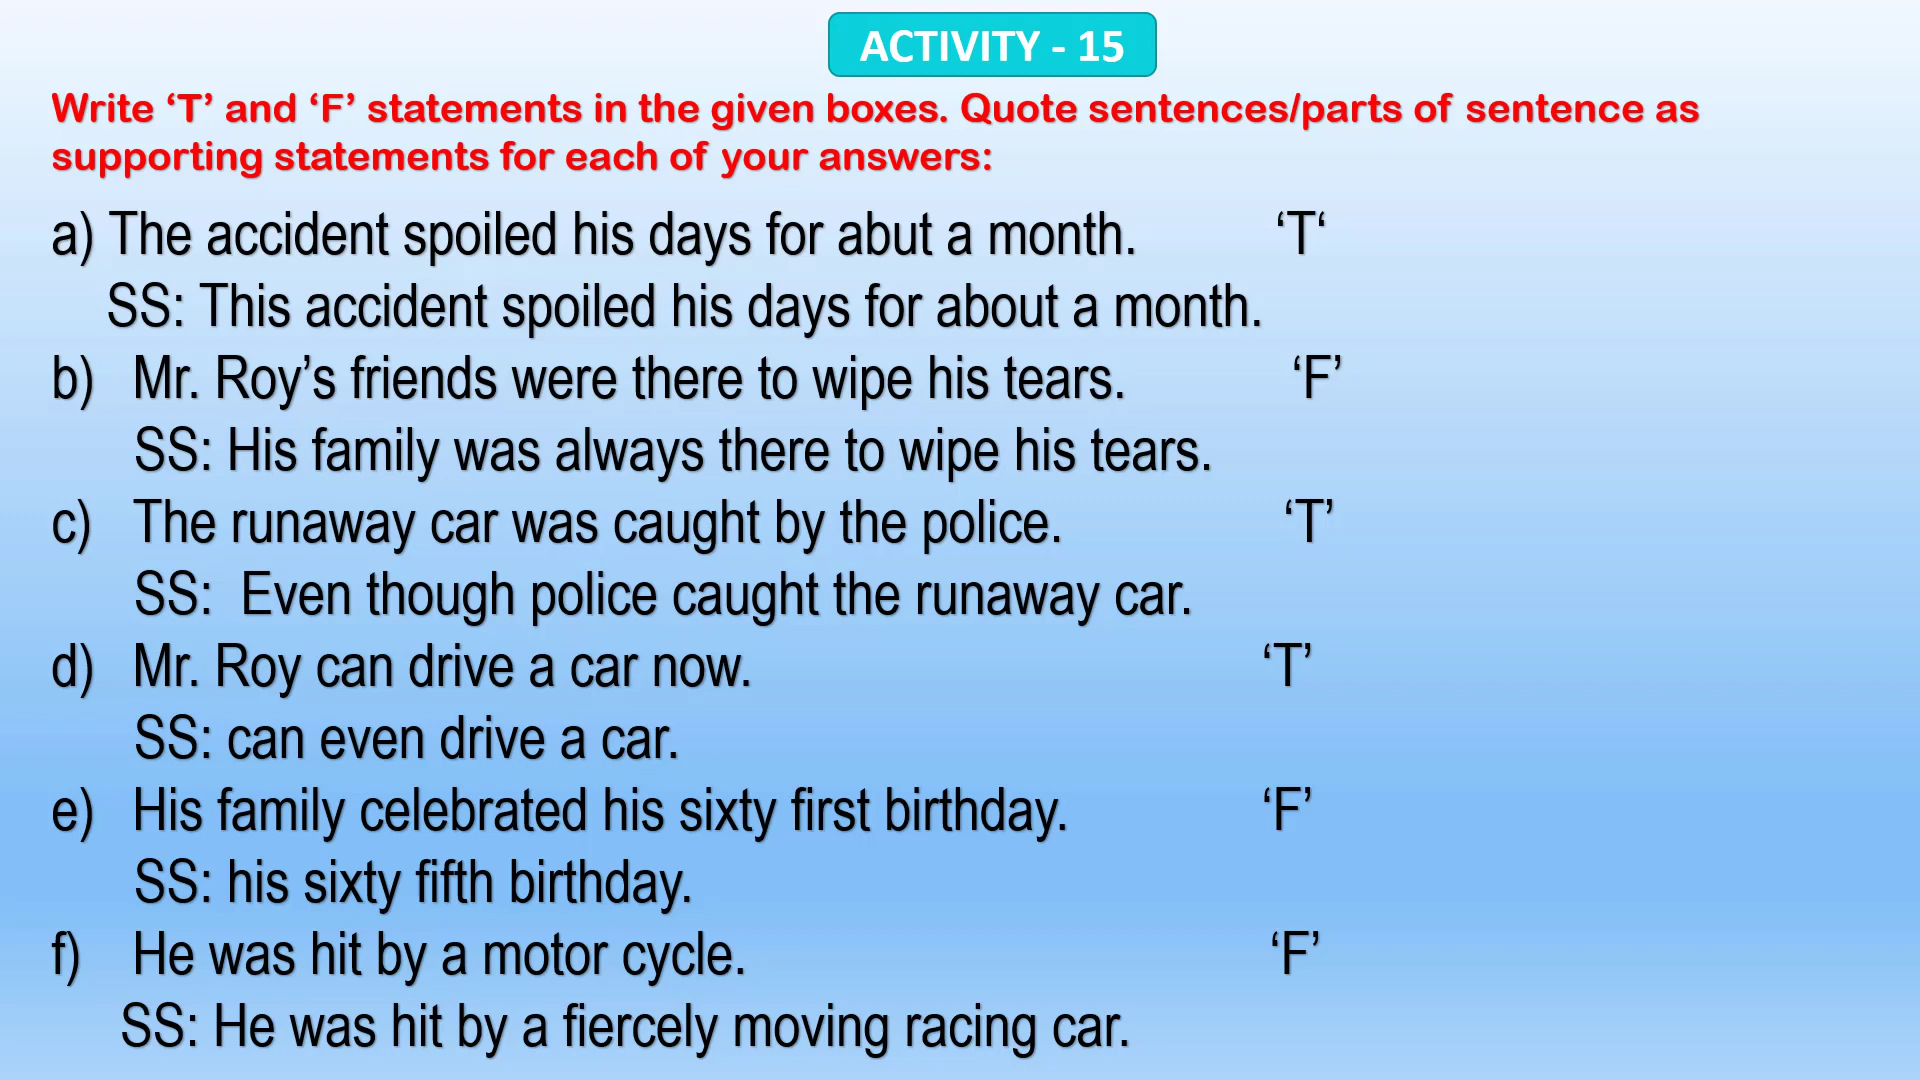 ACTIVITY - 15
Write ‘T’ and ‘F’ statements in the given boxes. Quote sentences/parts of sentence as
supporting statements for each of your answers:
a) The accident spoiled his days for abut a month. ‘T‘
SS: This accident spoiled his days for about a month.
b) Mr. Roy’s friends were there to wipe his tears. ‘F’
SS: His family was always there to wipe his tears.
c) The runaway car was caught by the police. ‘T’
SS: Even though police caught the runaway car.
d) Mr. Roy can drive a car now. ‘T’
SS: can even drive a car.
e) His family celebrated his sixty first birthday. ‘F’
SS: his sixty fifth birthday.
f) He was hit by a motor cycle. ‘F’
SS: He was hit by a fiercely moving racing car.